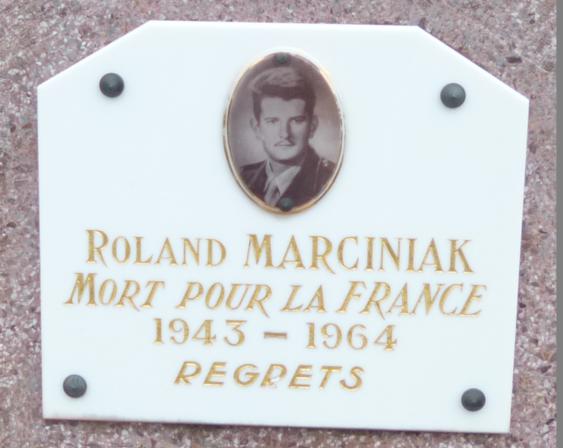 ROLAND MARCINIAK
MORT POUR LA FRANCE
1943 - 1964
REGRETS